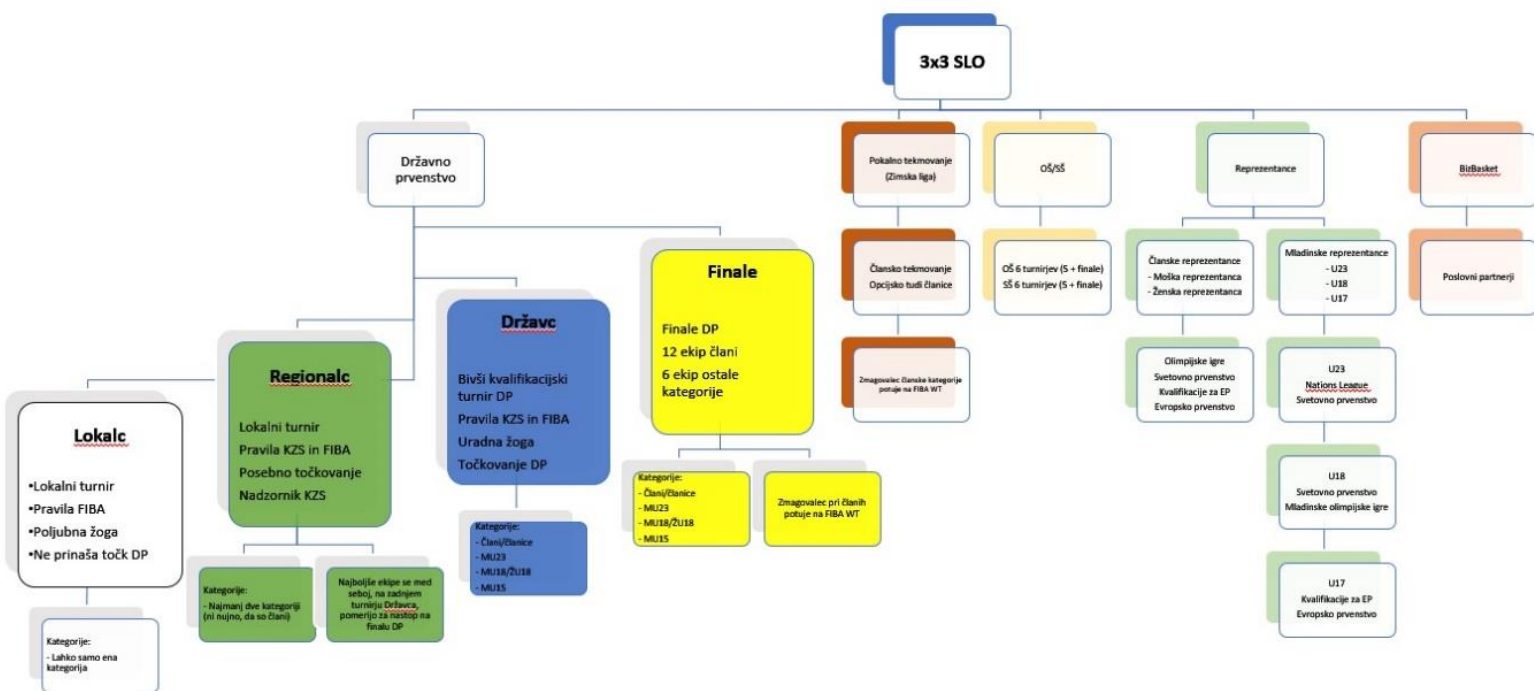 3x3 SLO
Državno
prvenstvo
Lokalc
•Lokalni turnir
•Pravila FIBA
•Poljubna žoga
•Ne prinaša točk DP
Kategorije:
- Lahko samo ena
kategorija
Regionalc
Lokalni turnir
Pravila KZS in FIBA
Posebno točkovanje
Nadzornik KZS
Kategorije:
- Najmanj dve kategoriji
(ni nujno, da so člani)
Najboljše ekipe se med
seboj, na zadnjem
turnirju Državca,
pomerijo za nastop na
finalu DP
Državc
Bivši kvalifikacijski
turnir DP
Pravila KZS in FIBA
Uradna žoga
Točkovanje DP
Kategorije:
- Člani/članice
- MU23
- MU18/ŽU18
- MU15
Finale
Finale DP
12 ekip člani
6 ekip ostale
kategorije
Kategorije:
- Člani/članice
- MU23
- MU18/ŽU18
- MU15
Zmagovalec pri članih
potuje na FIBA WT
Pokalno tekmovanje
(Zimska liga)
Člansko tekmovanje
Opcijsko tudi članice
Zmagovalec članske kategorije
potuje na FIBA WT
OŠ/SŠ
OŠ 6 turnirjev (5 + finale)
SŠ 6 turnirjev (5 + finale)
Reprezentance
Članske reprezentance
- Moška reprezentanca
- Ženska reprezentanca
Olimpijske igre
Svetovno prvenstvo
Kvalifikacije za EP
Evropsko prvenstvo
Mladinske reprezentance
- U23
- U18
- U17
U23
Nations League
Svetovno prvenstvo
U18
Svetovno prvenstvo
Mladinske olimpijske igre
U17
Kvalifikacije za EP
Evropsko prvenstvo
BizBasket
Poslovni partnerji